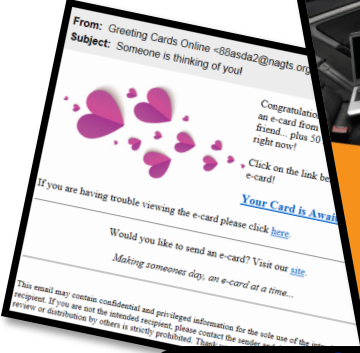 From: Greeting Cards Online <88asda2@nagts.org
Subject: Someone is thinking of you!
Congratulatio
an e-card from
friend... plus 50
right now!
Click on the link be
e-card!
Your Card is Await
If you are having trouble viewing the e-card please click here.
Would you like to send an e-card? Visit our site.
Making someones day, an e-card at a time...
This email may contain confidential and privileged information for the sole use of the
recipient. If you are not the intended recipient, please contact the sender and
review or distribution by others is strictly prohibited. Thank